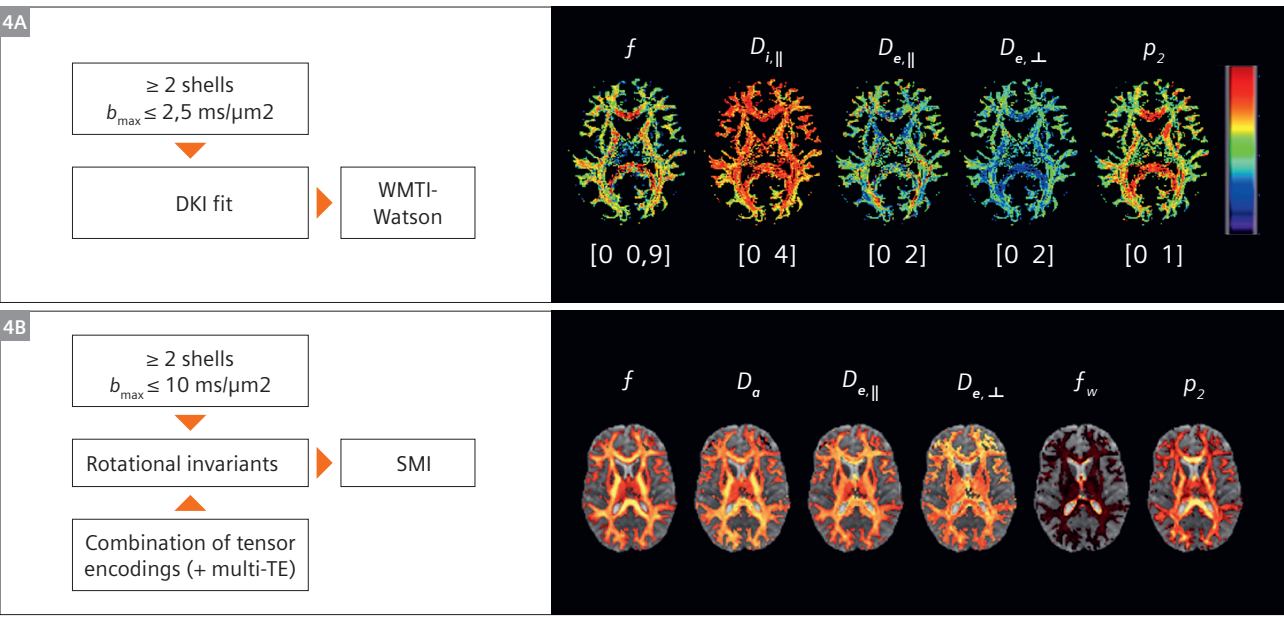 4A
≥ 2 shells
bmax ≤ 2,5 ms/µm2
DKI fit
WMTI-
Watson
f Di,∥ De,∥ De,⊥ p2
[0 0,9] [0 4] [0 2] [0 2] [0 1]
4B
≥ 2 shells
bmax ≤ 10 ms/µm2
Rotational invariants
SMI
Combination of tensor
encodings (+ multi-TE)
f Da De,∥ De,⊥ fw p2